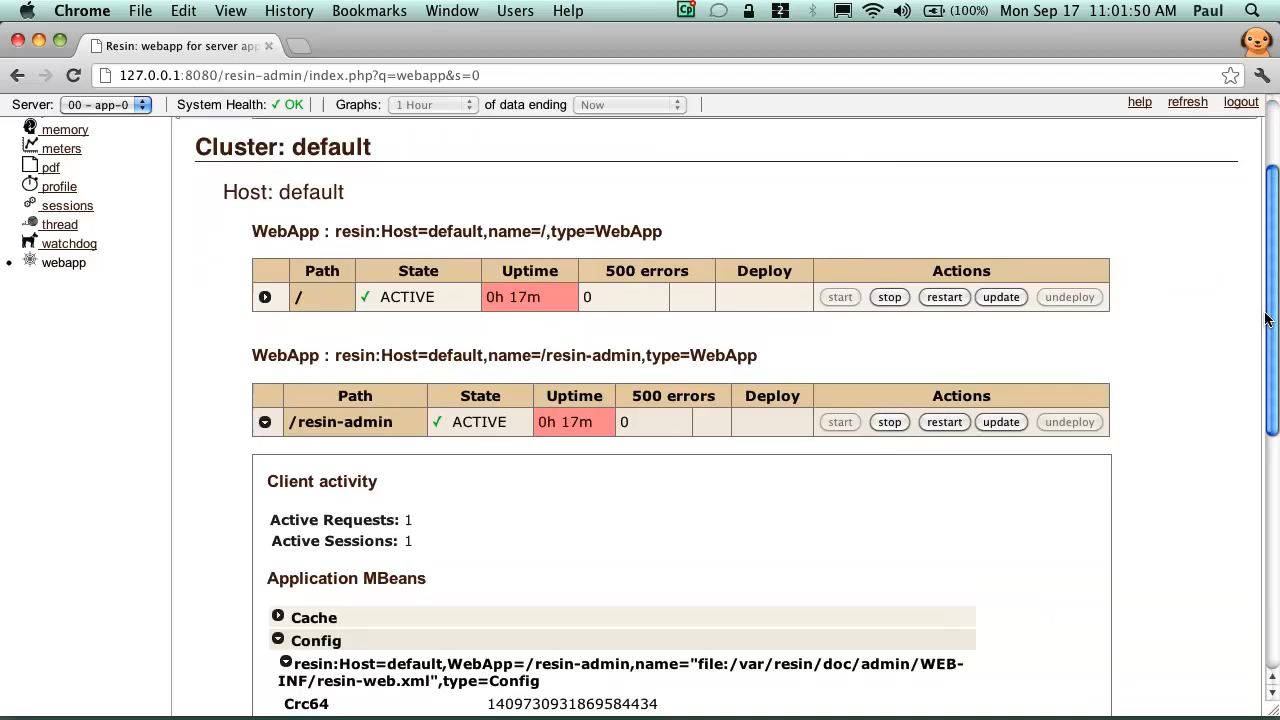 Chrome File Edit View History Bookmarks Window Users Help Cp 2 (100%) Mon Sep 17 11:01:50 AM Paul
Resin: webapp for server app
127.0.0.1:8080/resin-admin/index.php?q=webapp&s=0
Server: 00 - app-0 | System Health: ✓ OK | | Graphs: 1 Hour of data ending Now |
help refresh logout
memory
meters
pdf
profile
sessions
thread
watchdog
webapp
Cluster: default
Host: default
WebApp : resin:Host=default,name=/,type=WebApp
Path State Uptime 500 errors Deploy Actions
/ ✓ ACTIVE 0h 17m 0 start stop restart update undeploy
WebApp : resin:Host=default,name=/resin-admin,type=WebApp
Path State Uptime 500 errors Deploy Actions
/resin-admin ✓ ACTIVE 0h 17m 0 start stop restart update undeploy
Client activity
Active Requests: 1
Active Sessions: 1
Application MBeans
Cache
Config
resin:Host=default,WebApp=/resin-admin,name="file:/var/resin/doc/admin/WEB-
INF/resin-web.xml",type=Config
Crc64 1409730931869584434